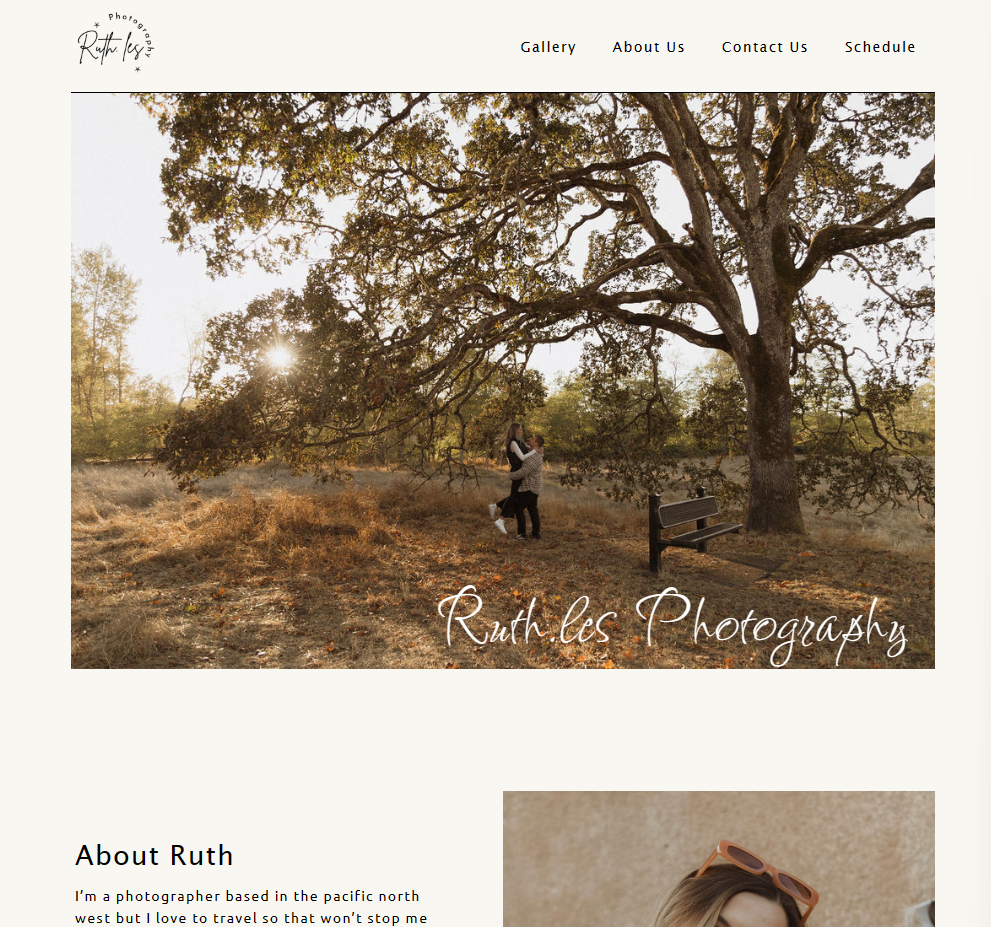 Photography
Ruth.les
Gallery About Us Contact Us Schedule
Ruth.les Photography
About Ruth
I’m a photographer based in the pacific north
west but I love to travel so that won’t stop me